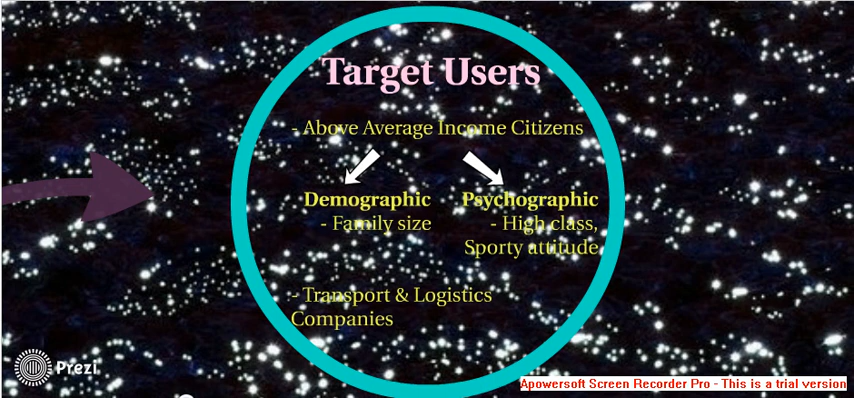 Target Users
- Above Average Income Citizens
Demographic
- Family size
Psychographic
- High class,
Sporty attitude
- Transport & Logistics
Companies
Prezi
Apowersoft Screen Recorder Pro - This is a trial version